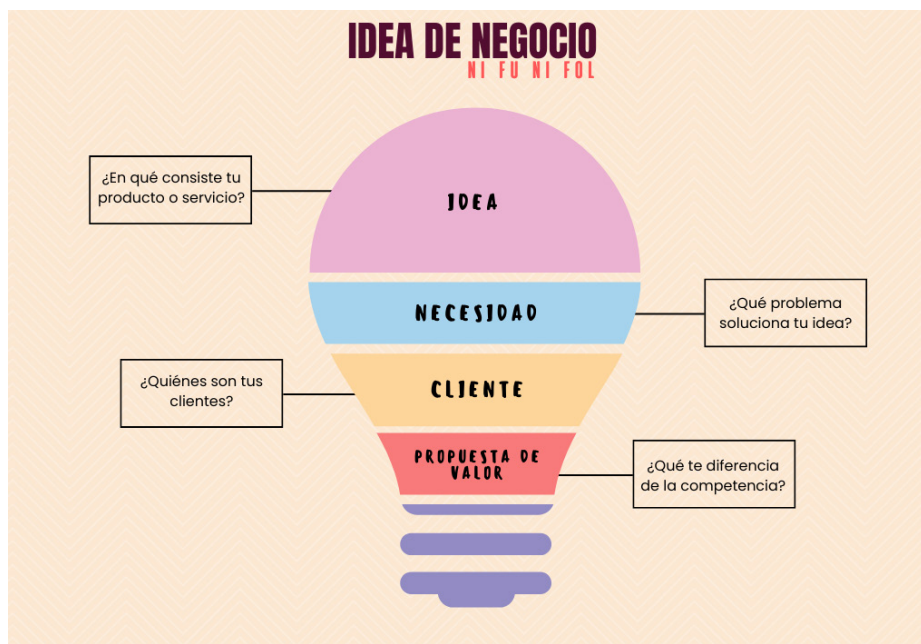 IDEA DE NEGOCIO
NI FU NI FOL
¿En qué consiste tu
producto o servicio?
IDEA
NECESIDAD
¿Qué problema
soluciona tu idea?
¿Quiénes son tus
clientes?
CLIENTE
PROPUESTA DE
VALOR
¿Qué te diferencia
de la competencia?